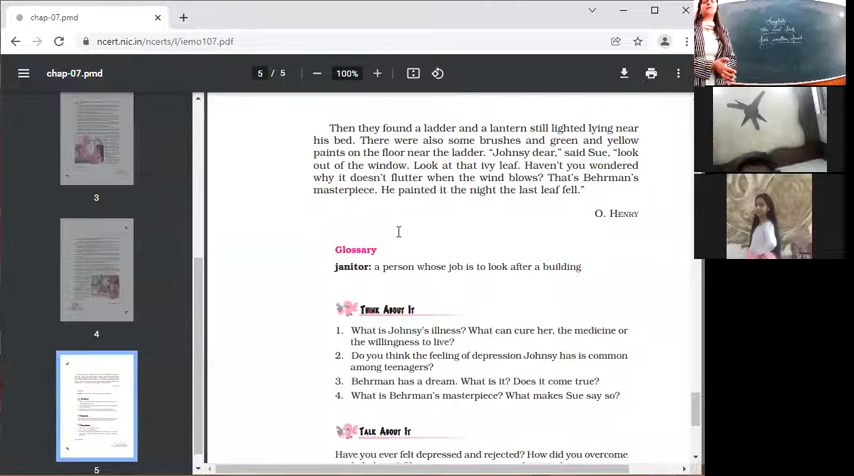 chap-07.pmd
ncert.nic.in/ncerts/l/iemo107.pdf
chap-07.pmd
5 / 5
100%
Then they found a ladder and a lantern still lighted lying near
his bed. There were also some brushes and green and yellow
paints on the floor near the ladder. “Johnsy dear,” said Sue, “look
out of the window. Look at that ivy leaf. Haven’t you wondered
why it doesn’t flutter when the wind blows? That’s Behrman’s
masterpiece. He painted it the night the last leaf fell.”
O. HENRY
Glossary
janitor: a person whose job is to look after a building
THINK ABOUT IT
1. What is Johnsy’s illness? What can cure her, the medicine or
the willingness to live?
2. Do you think the feeling of depression Johnsy has is common
among teenagers?
3. Behrman has a dream. What is it? Does it come true?
4. What is Behrman’s masterpiece? What makes Sue say so?
TALK ABOUT IT
Have you ever felt depressed and rejected? How did you overcome
3
4
5
English
The Last Leaf